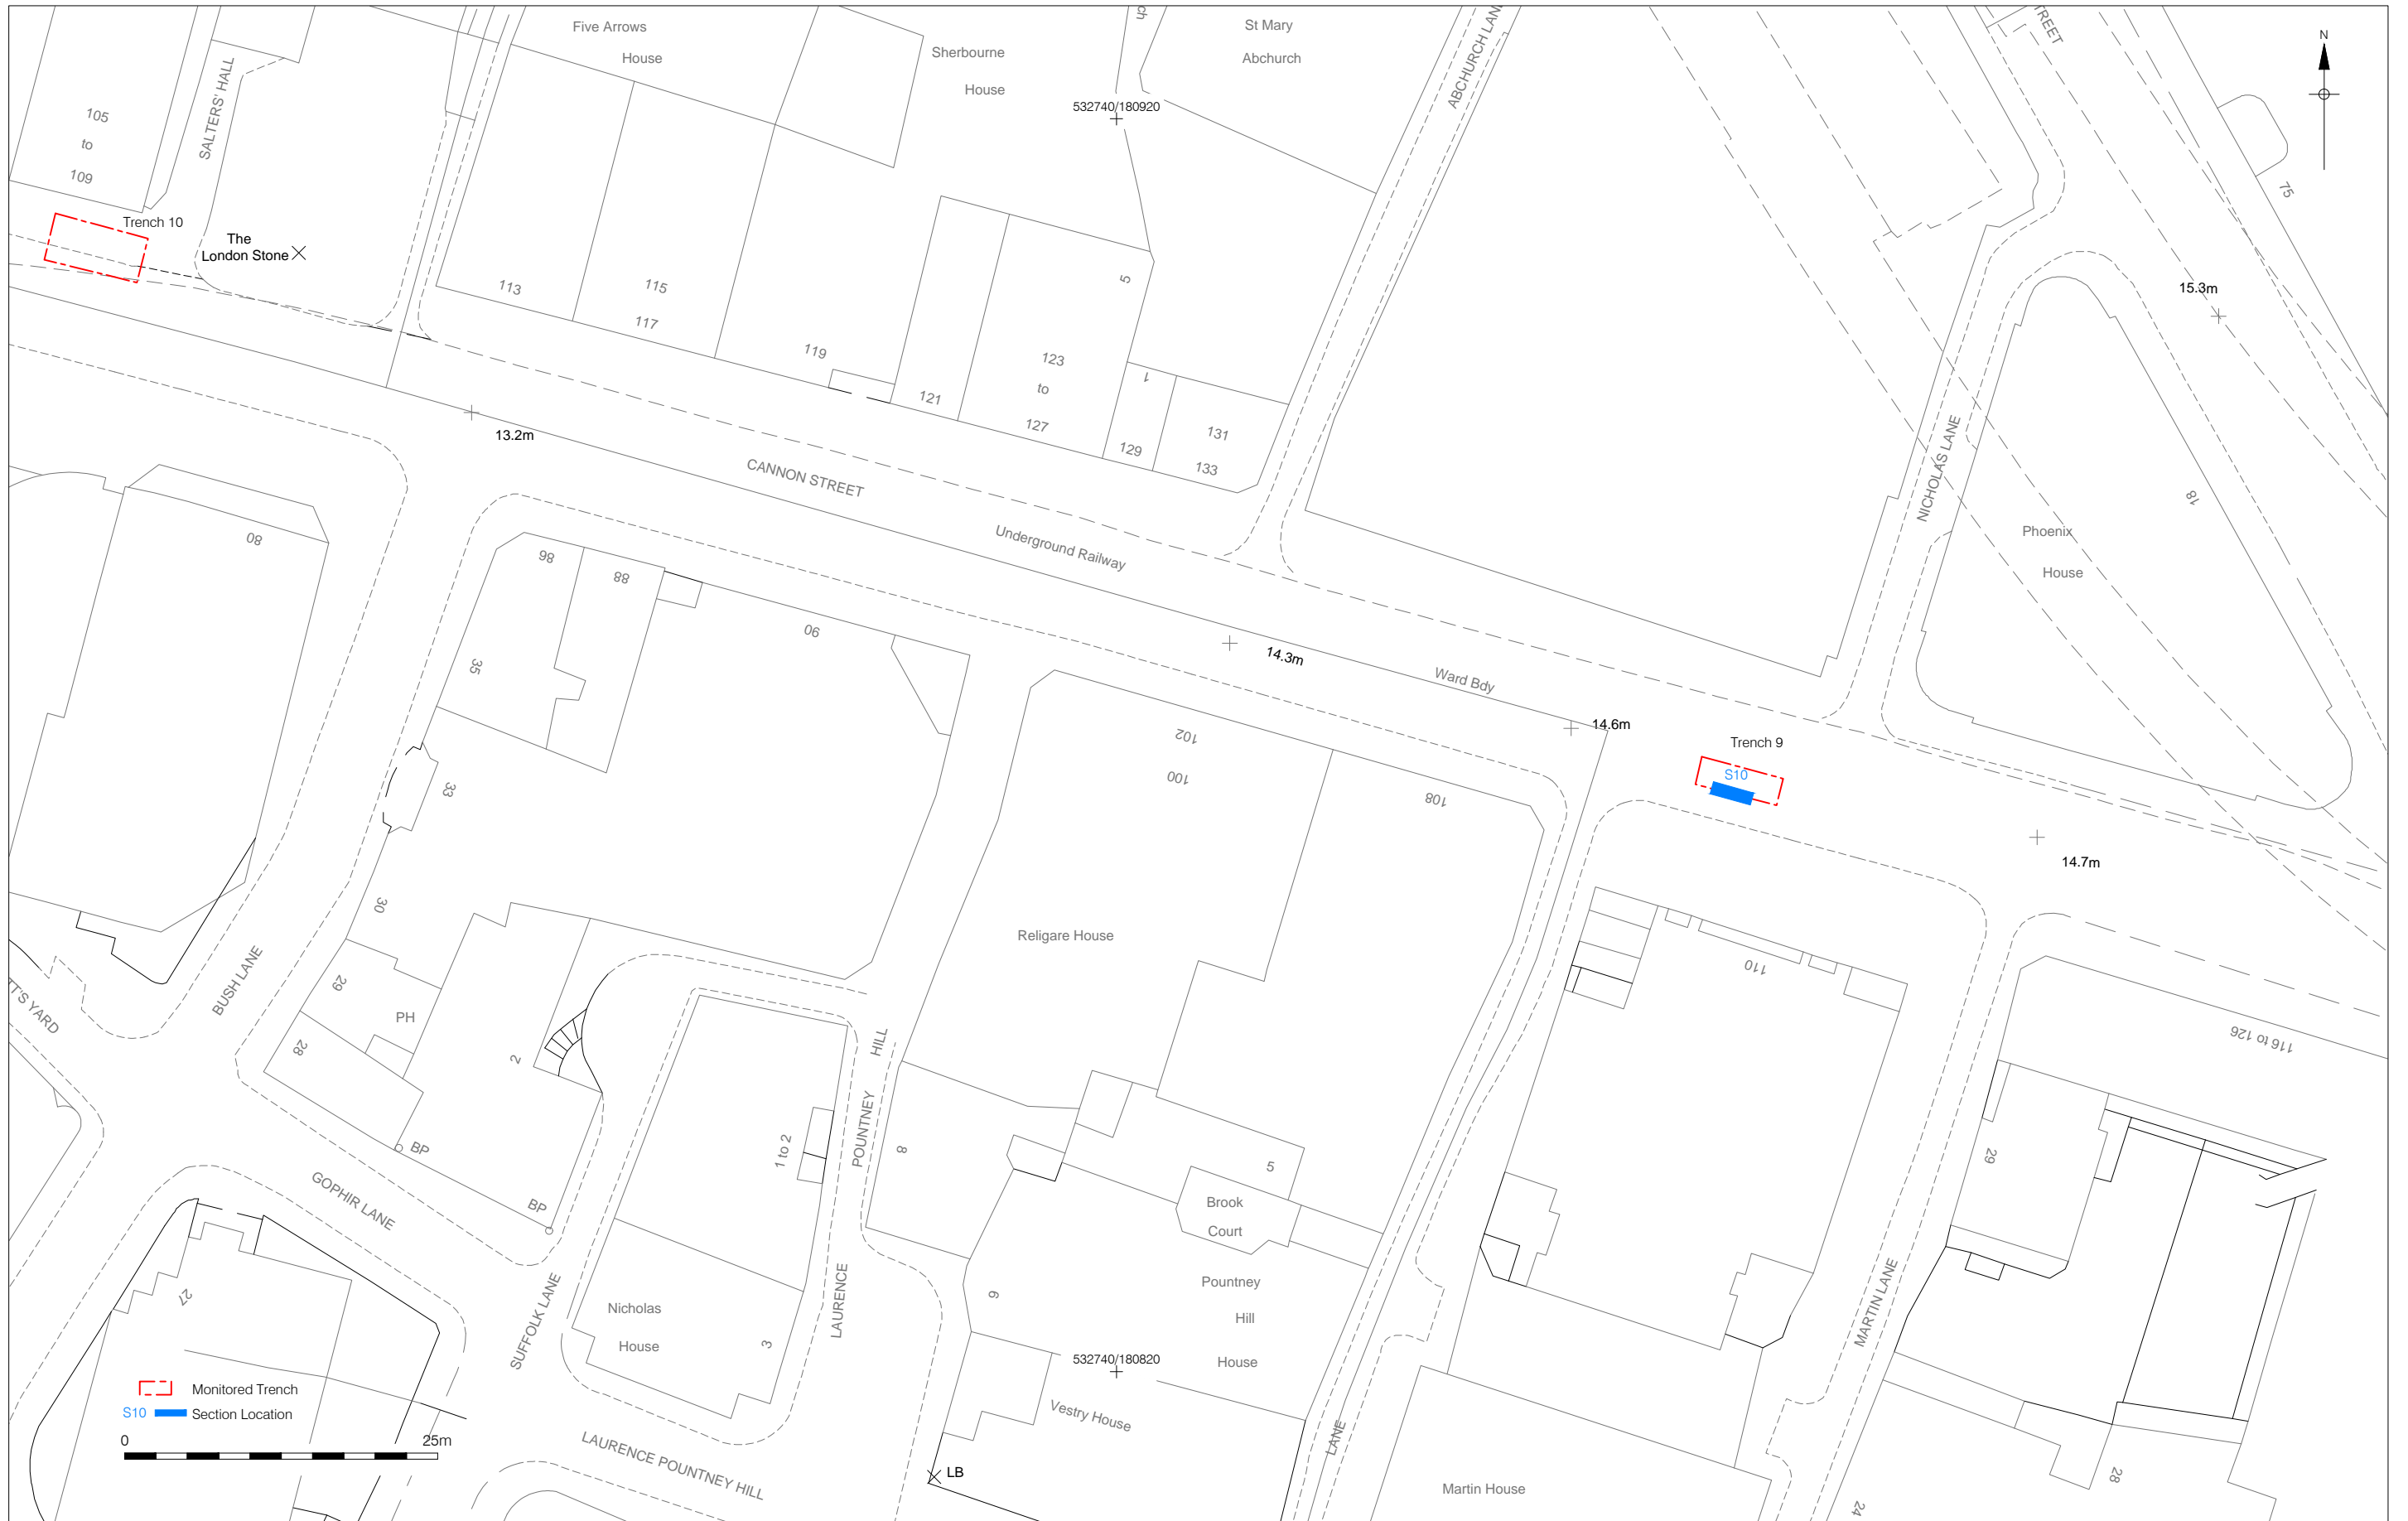 Five Arrows
House
Sherbourne
House
St Mary
Abchurch
ch
ABCHURCH LANE
TREET
N
532740/180920
105
to
109
SALTERS' HALL
Trench 10
The
London Stone
75
15.3m
113
115
117
119
121
5
123
to
127
1
129
131
133
13.2m
CANNON STREET
Underground Railway
NICHOLAS LANE
18
Phoenix
House
80
86
88
90
35
14.3m
Ward Bdy
14.6m
Trench 9
S10
14.7m
102
100
108
33
30
Religare House
110
BUSH LANE
TT'S YARD
29
PH
28
2
116 to 126
HILL
POUNTNEY
LAURENCE
1 to 2
8
5
Brook
Court
29
BP
BP
GOPHIR LANE
27
SUFFOLK LANE
Nicholas
House
3
6
Pountney
Hill
House
MARTIN LANE
532740/180820
Vestry House
LANE
Martin House
28
24
Monitored Trench
S10
Section Location
0
25m
LAURENCE POUNTNEY HILL
LB